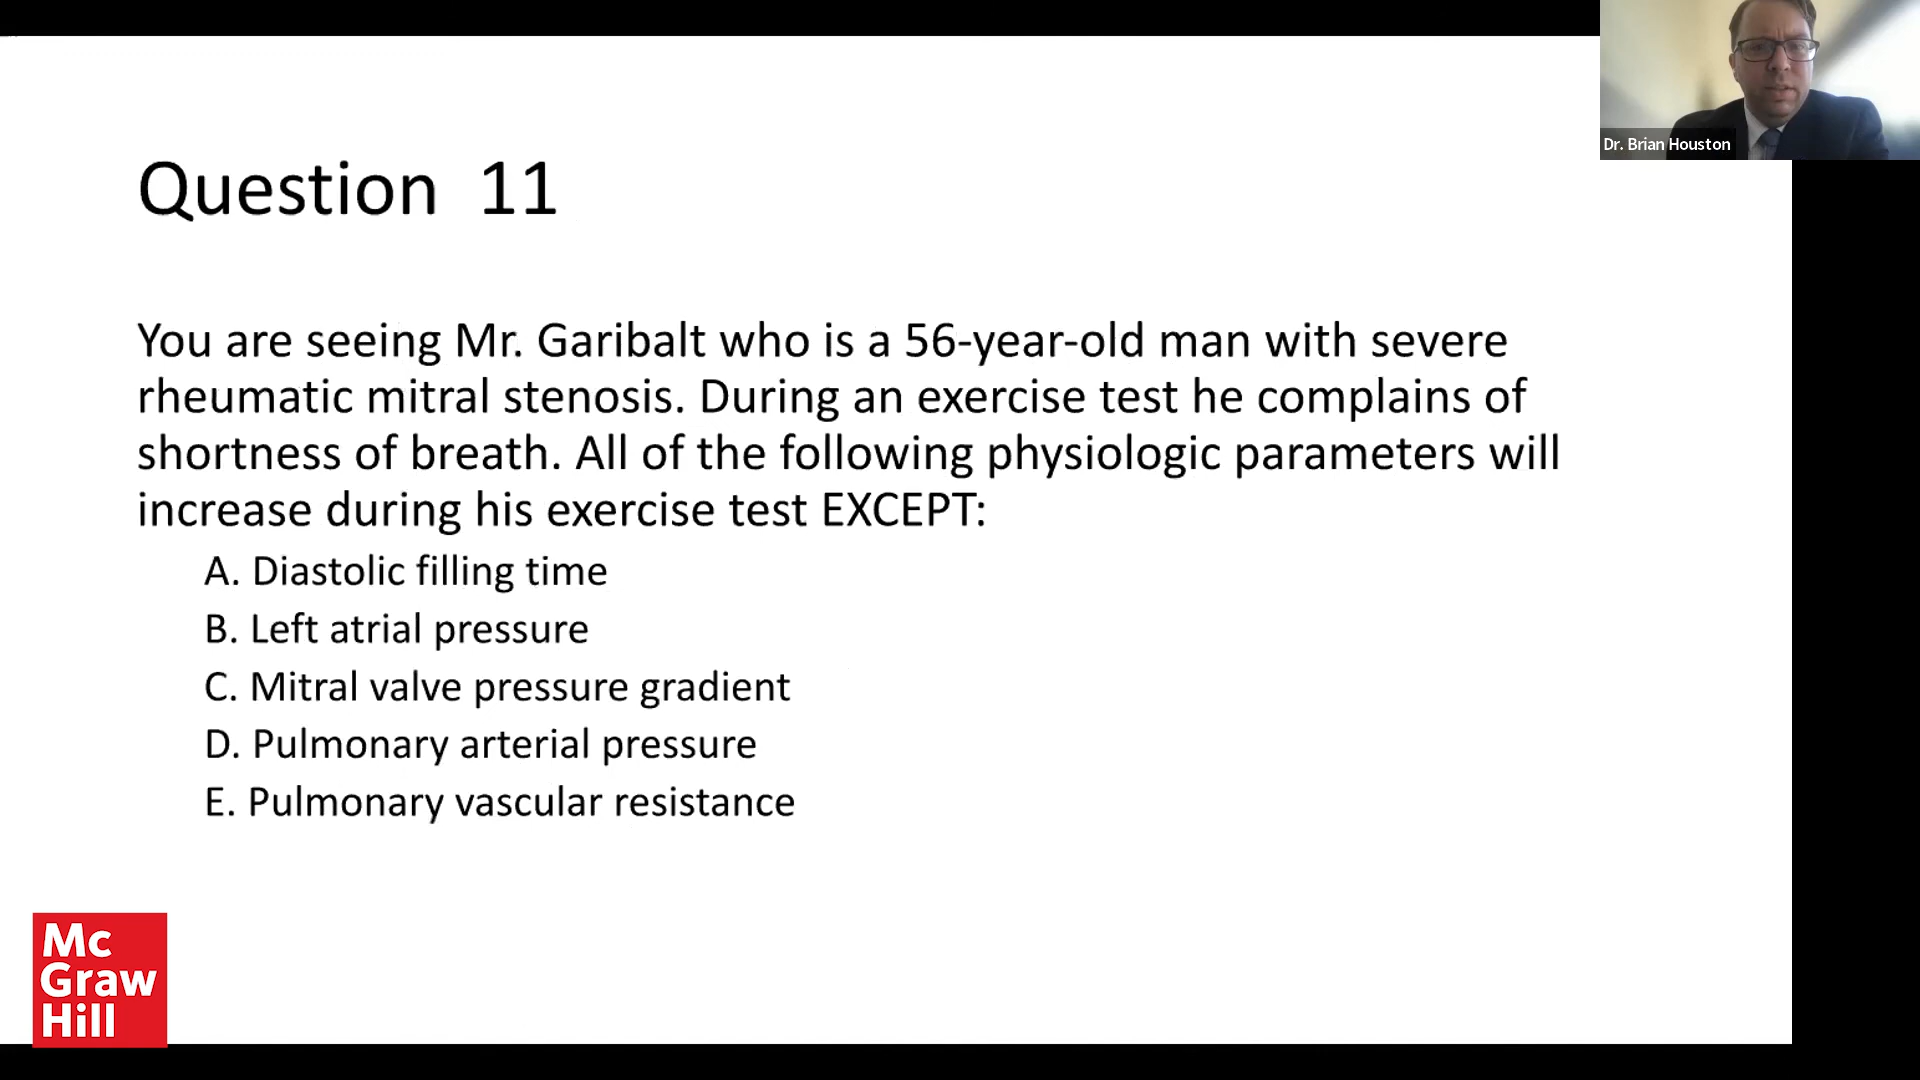 Dr. Brian Houston
Question 11
You are seeing Mr. Garibalt who is a 56-year-old man with severe
rheumatic mitral stenosis. During an exercise test he complains of
shortness of breath. All of the following physiologic parameters will
increase during his exercise test EXCEPT:
A. Diastolic filling time
B. Left atrial pressure
C. Mitral valve pressure gradient
D. Pulmonary arterial pressure
E. Pulmonary vascular resistance
Mc
Graw
Hill